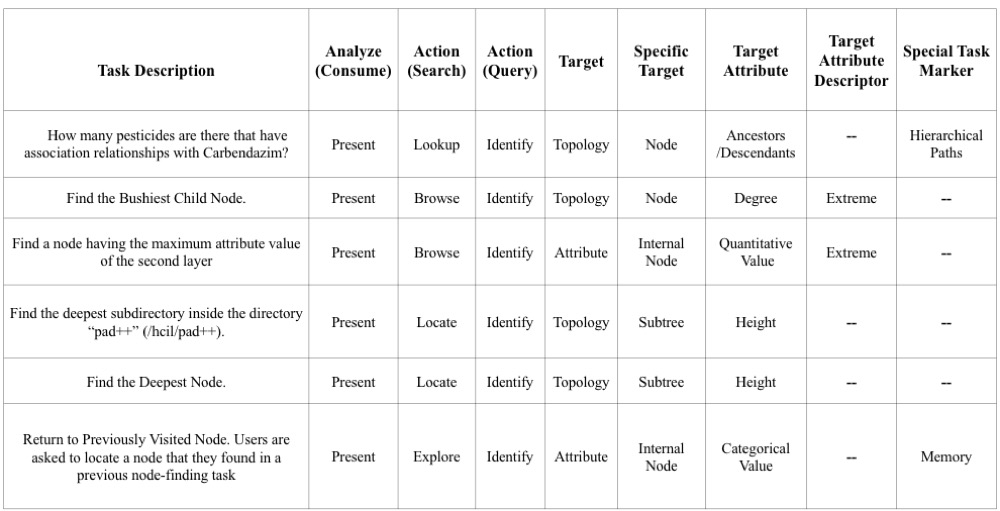 Task Description | Analyze (Consume) | Action (Search) | Action (Query) | Target | Specific Target | Target Attribute | Target Attribute Descriptor | Special Task Marker
How many pesticides are there that have association relationships with Carbendazim? | Present | Lookup | Identify | Topology | Node | Ancestors /Descendants | -- | Hierarchical Paths
Find the Bushiest Child Node. | Present | Browse | Identify | Topology | Node | Degree | Extreme | --
Find a node having the maximum attribute value of the second layer | Present | Browse | Identify | Attribute | Internal Node | Quantitative Value | Extreme | --
Find the deepest subdirectory inside the directory “pad++” (/hcil/pad++). | Present | Locate | Identify | Topology | Subtree | Height | -- | --
Find the Deepest Node. | Present | Locate | Identify | Topology | Subtree | Height | -- | --
Return to Previously Visited Node. Users are asked to locate a node that they found in a previous node-finding task | Present | Explore | Identify | Attribute | Internal Node | Categorical Value | -- | Memory